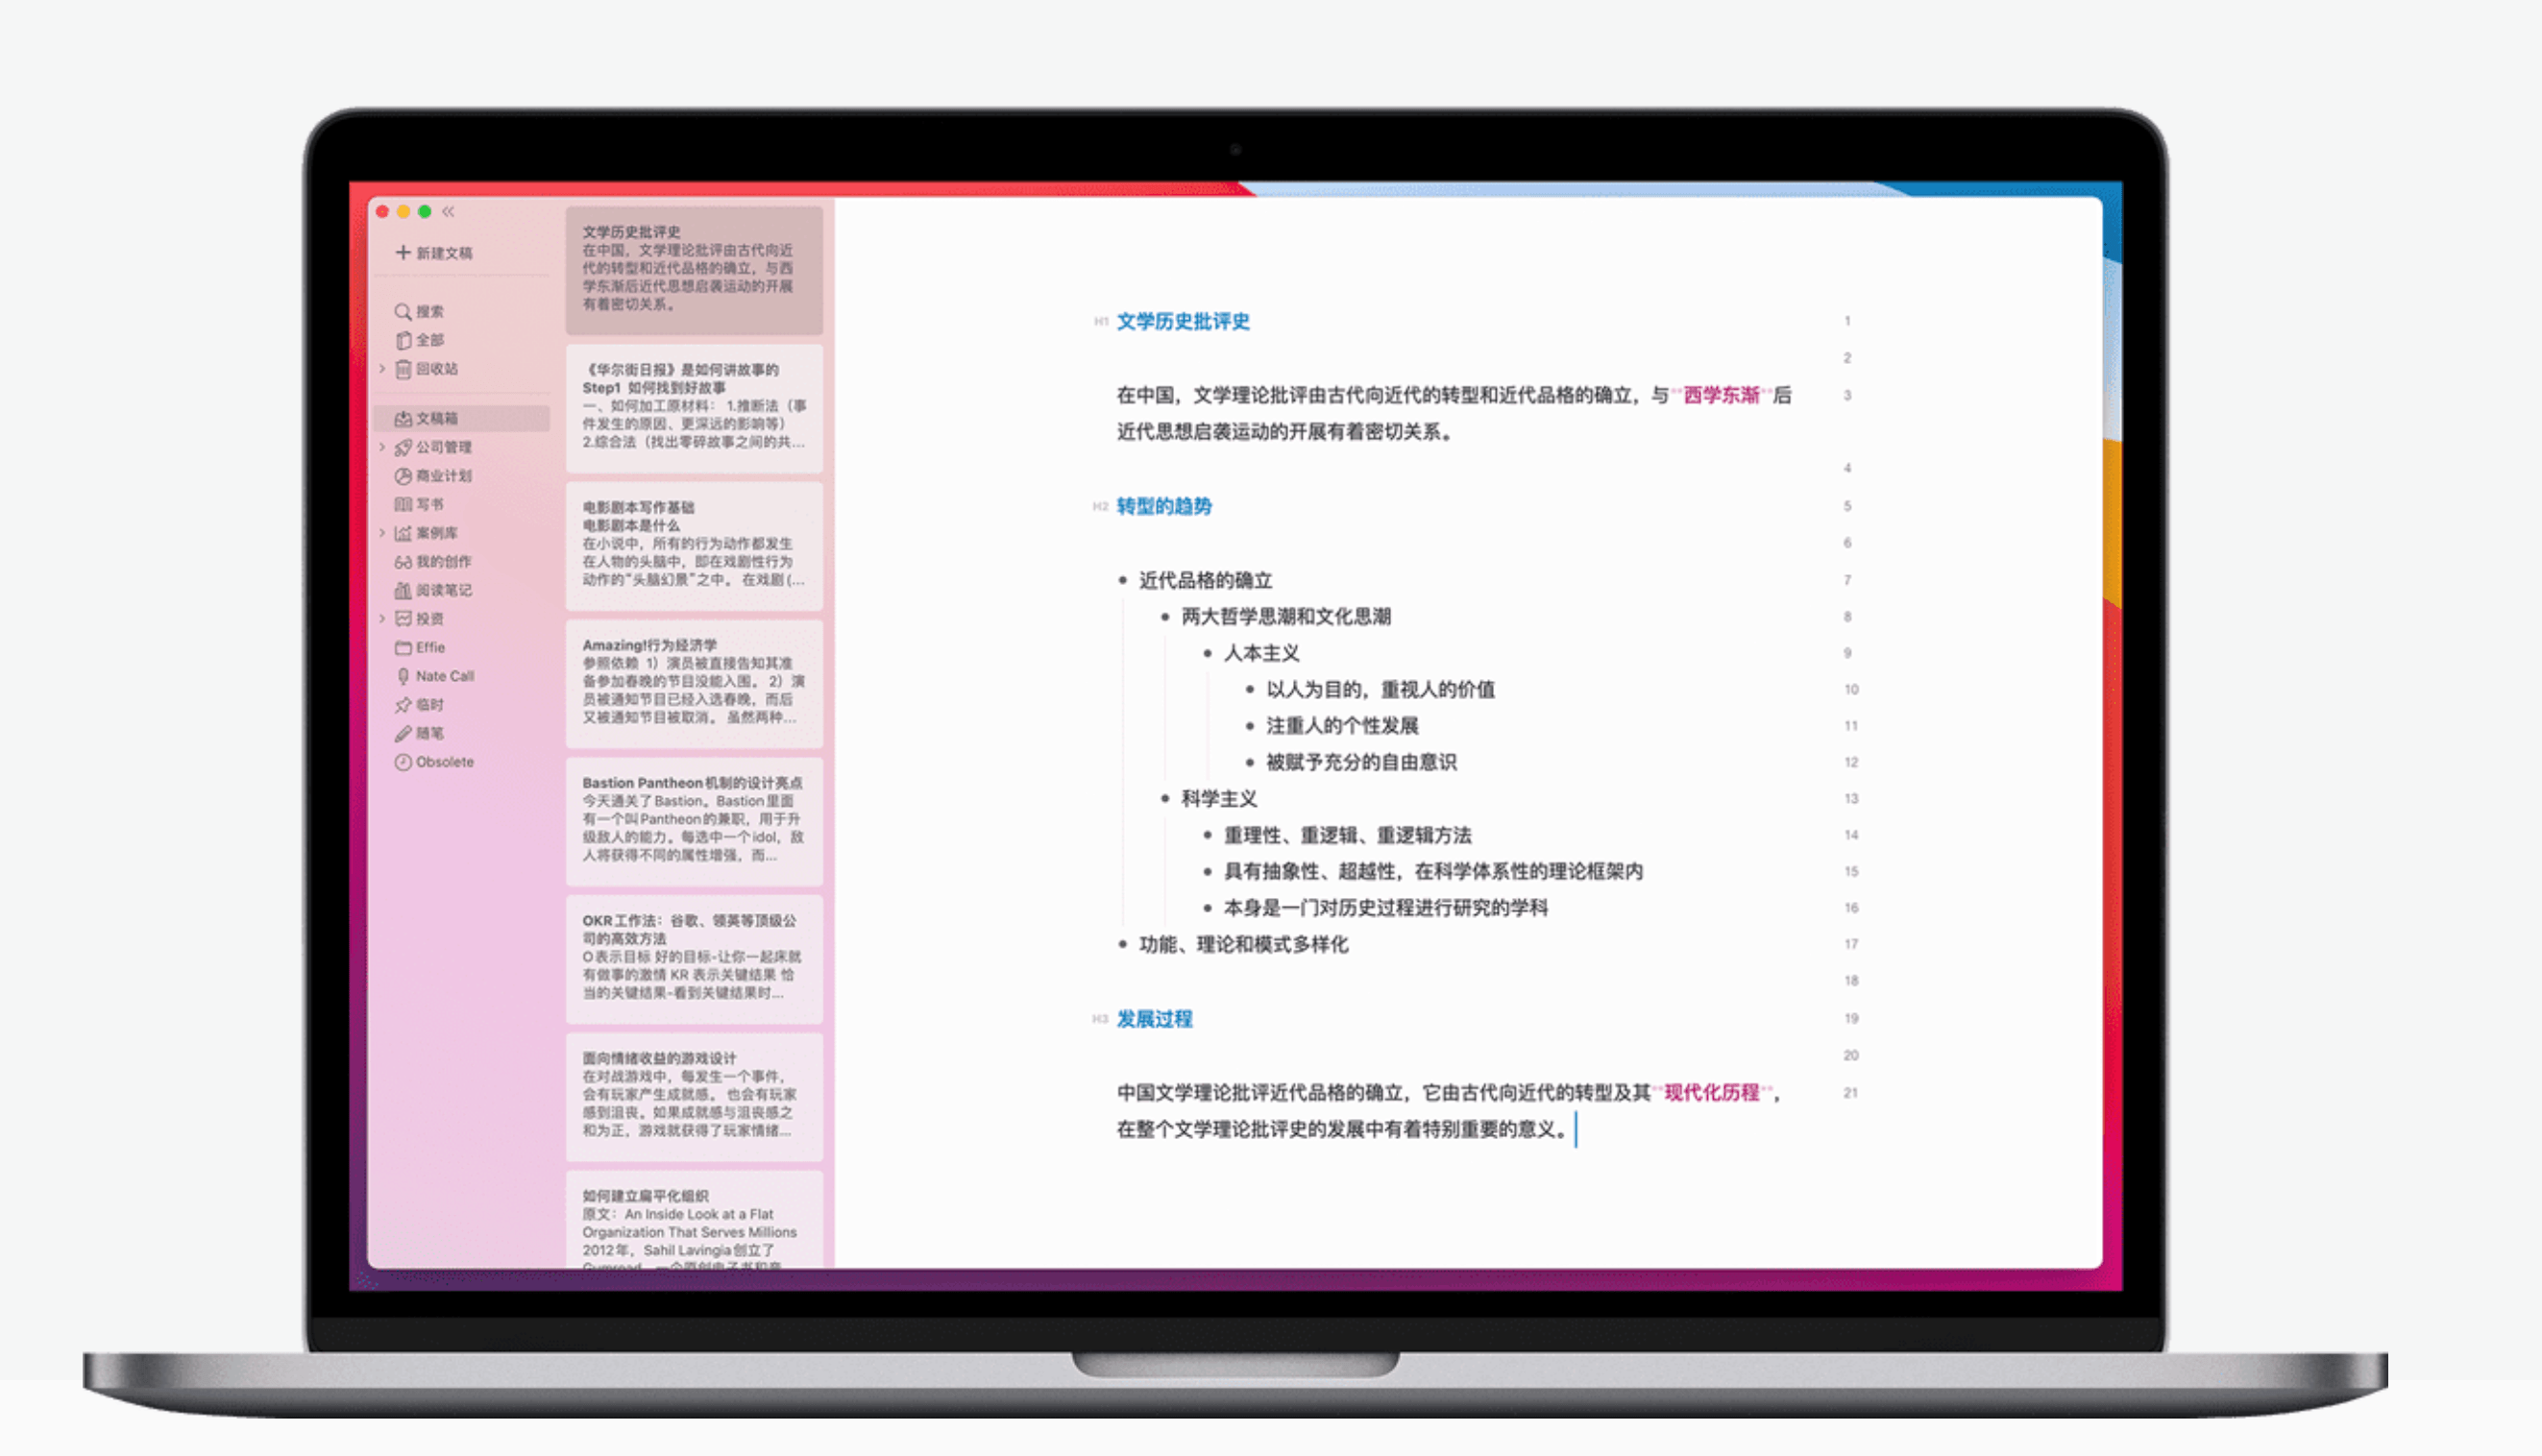 新建文稿
搜索
全部
回收站
文稿箱
公司管理
商业计划
写书
案例库
我的创作
阅读笔记
投资
Effie
Nate Call
临时
随笔
Obsolete
文学历史批评史
在中国，文学理论批评由古代向近
代的转型和近代品格的确立，与西
学东渐后近代思想启袭运动的开展
有着密切关系。
《华尔街日报》是如何讲故事的
Step1 如何找到好故事
一、如何加工原材料： 1.推断法（事
件发生的原因、更深远的影响等）
2.综合法（找出零碎故事之间的共...
电影剧本写作基础
电影剧本是什么
在小说中，所有的行为动作都发生
在人物的头脑中，即在戏剧性行为
动作的“头脑幻景”之中。 在戏剧(...
Amazing!行为经济学
参照依赖 1）演员被直接告知其准
备参加春晚的节目没能入围。 2）演
员被通知节目已经入选春晚，而后
又被通知节目被取消。 虽然两种...
Bastion Pantheon机制的设计亮点
今天通关了Bastion。Bastion里面
有一个叫Pantheon的兼职，用于升
级敌人的能力。每选中一个idol，敌
人将获得不同的属性增强，而...
OKR工作法：谷歌、领英等顶级公
司的高效方法
O表示目标 好的目标-让你一起床就
有做事的激情 KR 表示关键结果 恰
当的关键结果-看到关键结果时...
面向情绪收益的游戏设计
在对战游戏中，每发生一个事件，
会有玩家产生成就感。 也会有玩家
感到沮丧。如果成就感与沮丧感之
和为正，游戏就获得了玩家情绪...
如何建立扁平化组织
原文：An Inside Look at a Flat
Organization That Serves Millions
2012年，Sahil Lavingia创立了
H1 文学历史批评史 1
2
在中国，文学理论批评由古代向近代的转型和近代品格的确立，与**西学东渐**后 3
近代思想启袭运动的开展有着密切关系。
4
H2 转型的趋势 5
6
• 近代品格的确立 7
• 两大哲学思潮和文化思潮 8
• 人本主义 9
• 以人为目的，重视人的价值 10
• 注重人的个性发展 11
• 被赋予充分的自由意识 12
• 科学主义 13
• 重理性、重逻辑、重逻辑方法 14
• 具有抽象性、超越性，在科学体系性的理论框架内 15
• 本身是一门对历史过程进行研究的学科 16
• 功能、理论和模式多样化 17
18
H3 发展过程 19
20
中国文学理论批评近代品格的确立，它由古代向近代的转型及其**现代化历程**， 21
在整个文学理论批评史的发展中有着特别重要的意义。